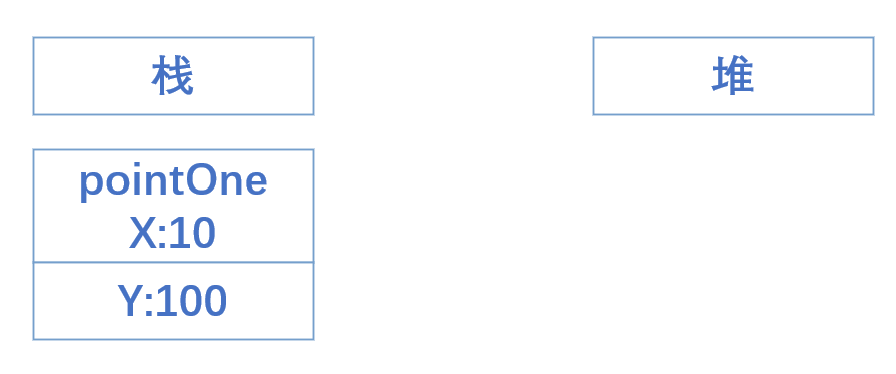 栈
堆
pointOne
X:10
Y:100